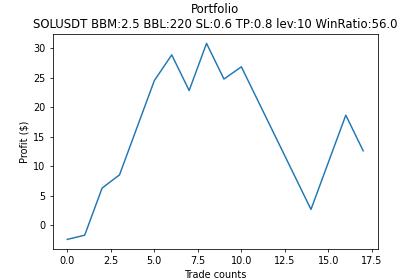 Portfolio
SOLUSDT BBM:2.5 BBL:220 SL:0.6 TP:0.8 lev:10 WinRatio:56.0
30
25
20
15
10
5
0
Profit ($)
0.0 2.5 5.0 7.5 10.0 12.5 15.0 17.5
Trade counts